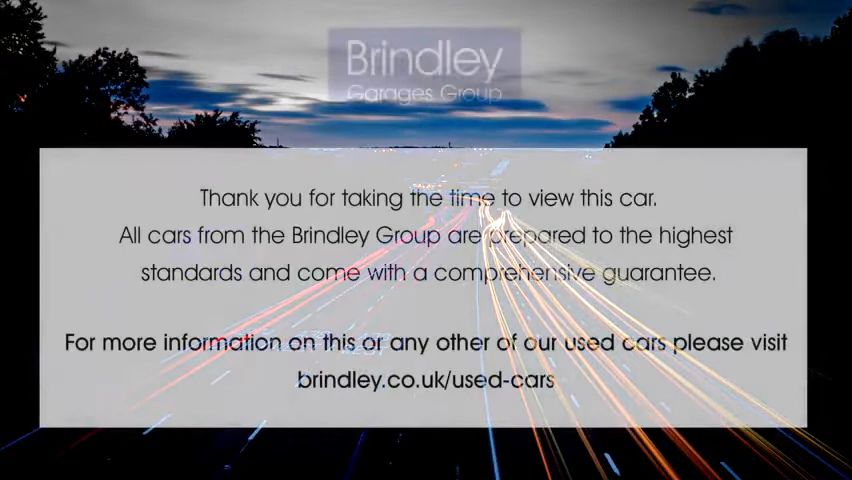 Brindley
Garages Group
Thank you for taking the time to view this car.
All cars from the Brindley Group are prepared to the highest
standards and come with a comprehensive guarantee.
For more information on this or any other of our used cars please visit
brindley.co.uk/used-cars